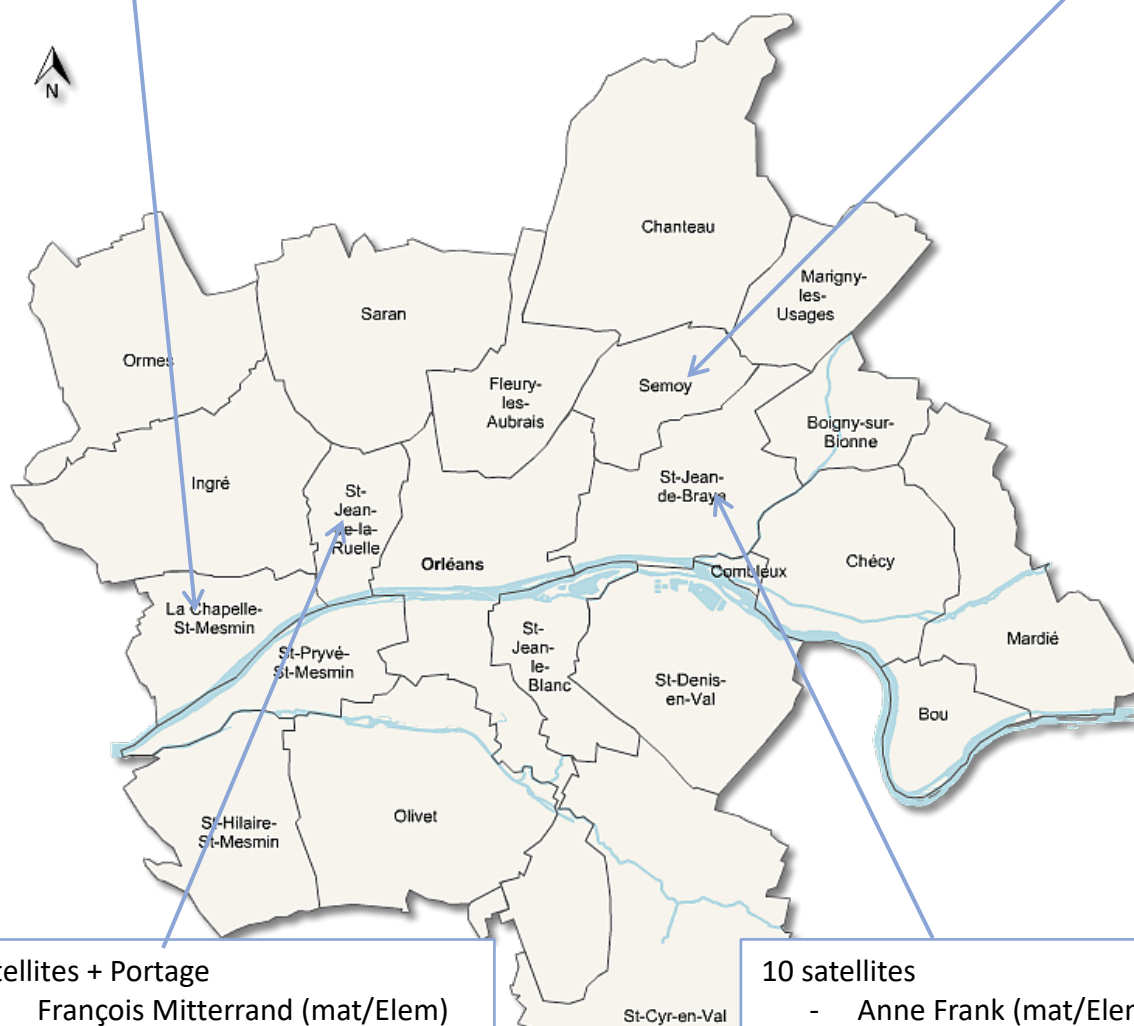 N
Chanteau
Marigny-
les-
Usages
Saran
Ormes
Fleury-
les-
Aubrais
Semoy
Boigny-sur-
Bionne
Ingré
St-
Jean-
de-la-
Ruelle
St-Jean-
de-Braye
Orléans
Combleux
Chécy
La Chapelle-
St-Mesmin
St-Pryvé-
St-Mesmin
St-
Jean-
le-
Blanc
St-Denis-
en-Val
Mardié
Bou
St-Hilaire-
St-Mesmin
Olivet
St-Cyr-en-Val
tellites + Portage
François Mitterrand (mat/Elem)
10 satellites
- Anne Frank (mat/Elem